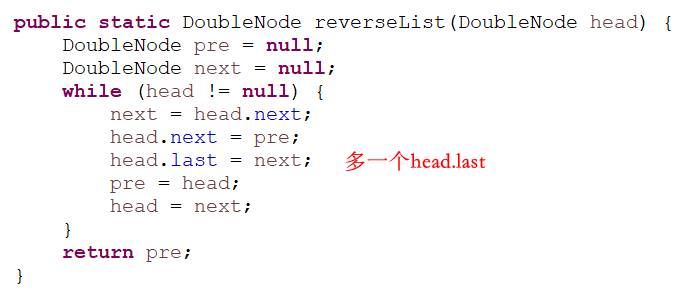 public static DoubleNode reverseList(DoubleNode head) {
    DoubleNode pre = null;
    DoubleNode next = null;
    while (head != null) {
        next = head.next;
        head.next = pre;
        head.last = next; 多一个head.last
        pre = head;
        head = next;
    }
    return pre;
}